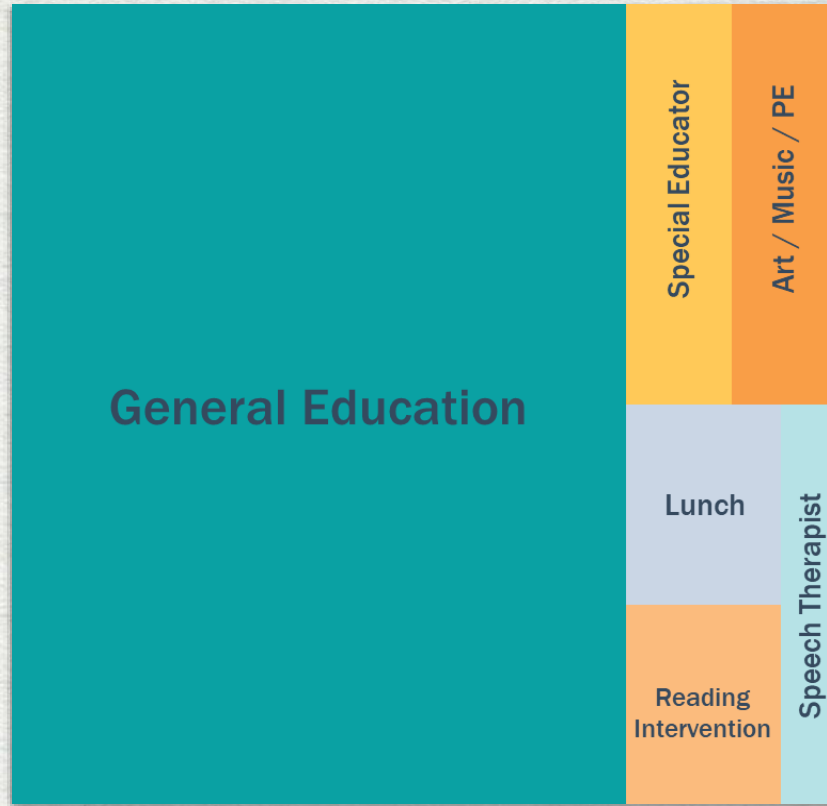 General Education
Special Educator
Art / Music / PE
Lunch
Speech Therapist
Reading
Intervention